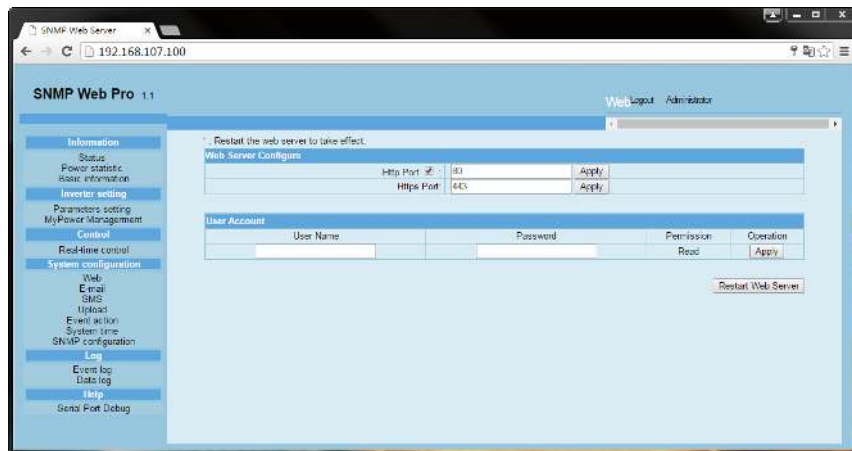 SNMP Web Server
192.168.107.100
SNMP Web Pro 1.1
Web Logout Administrator
Information
Status
Power statistic
Basic information
Inverter setting
Parameters setting
MyPower Management
Control
Real-time control
System configuration
Web
E-mail
SMS
Upload
Event action
System time
SNMP configuration
Log
Event log
Data log
Help
Serial Port Debug
* . Restart the web server to take effect.
Web Server Configure
Http Port * : 80 Apply
Https Port: 443 Apply
User Account
User Name Password Permission Operation
Read Apply
Restart Web Server